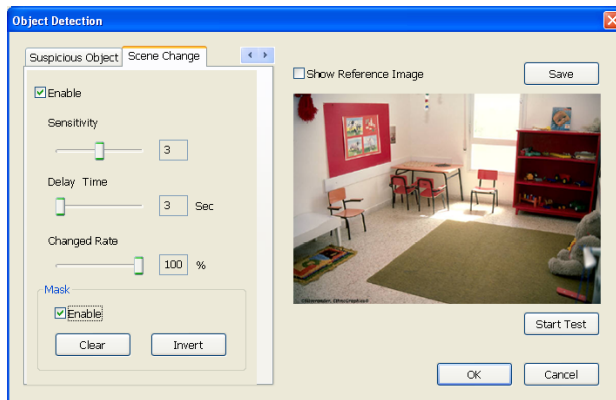 Object Detection
Suspicious Object
Scene Change
Show Reference Image
Save
Enable
Sensitivity
3
Delay Time
3 Sec
Changed Rate
100 %
Mask
Enable
Clear
Invert
Start Test
OK
Cancel